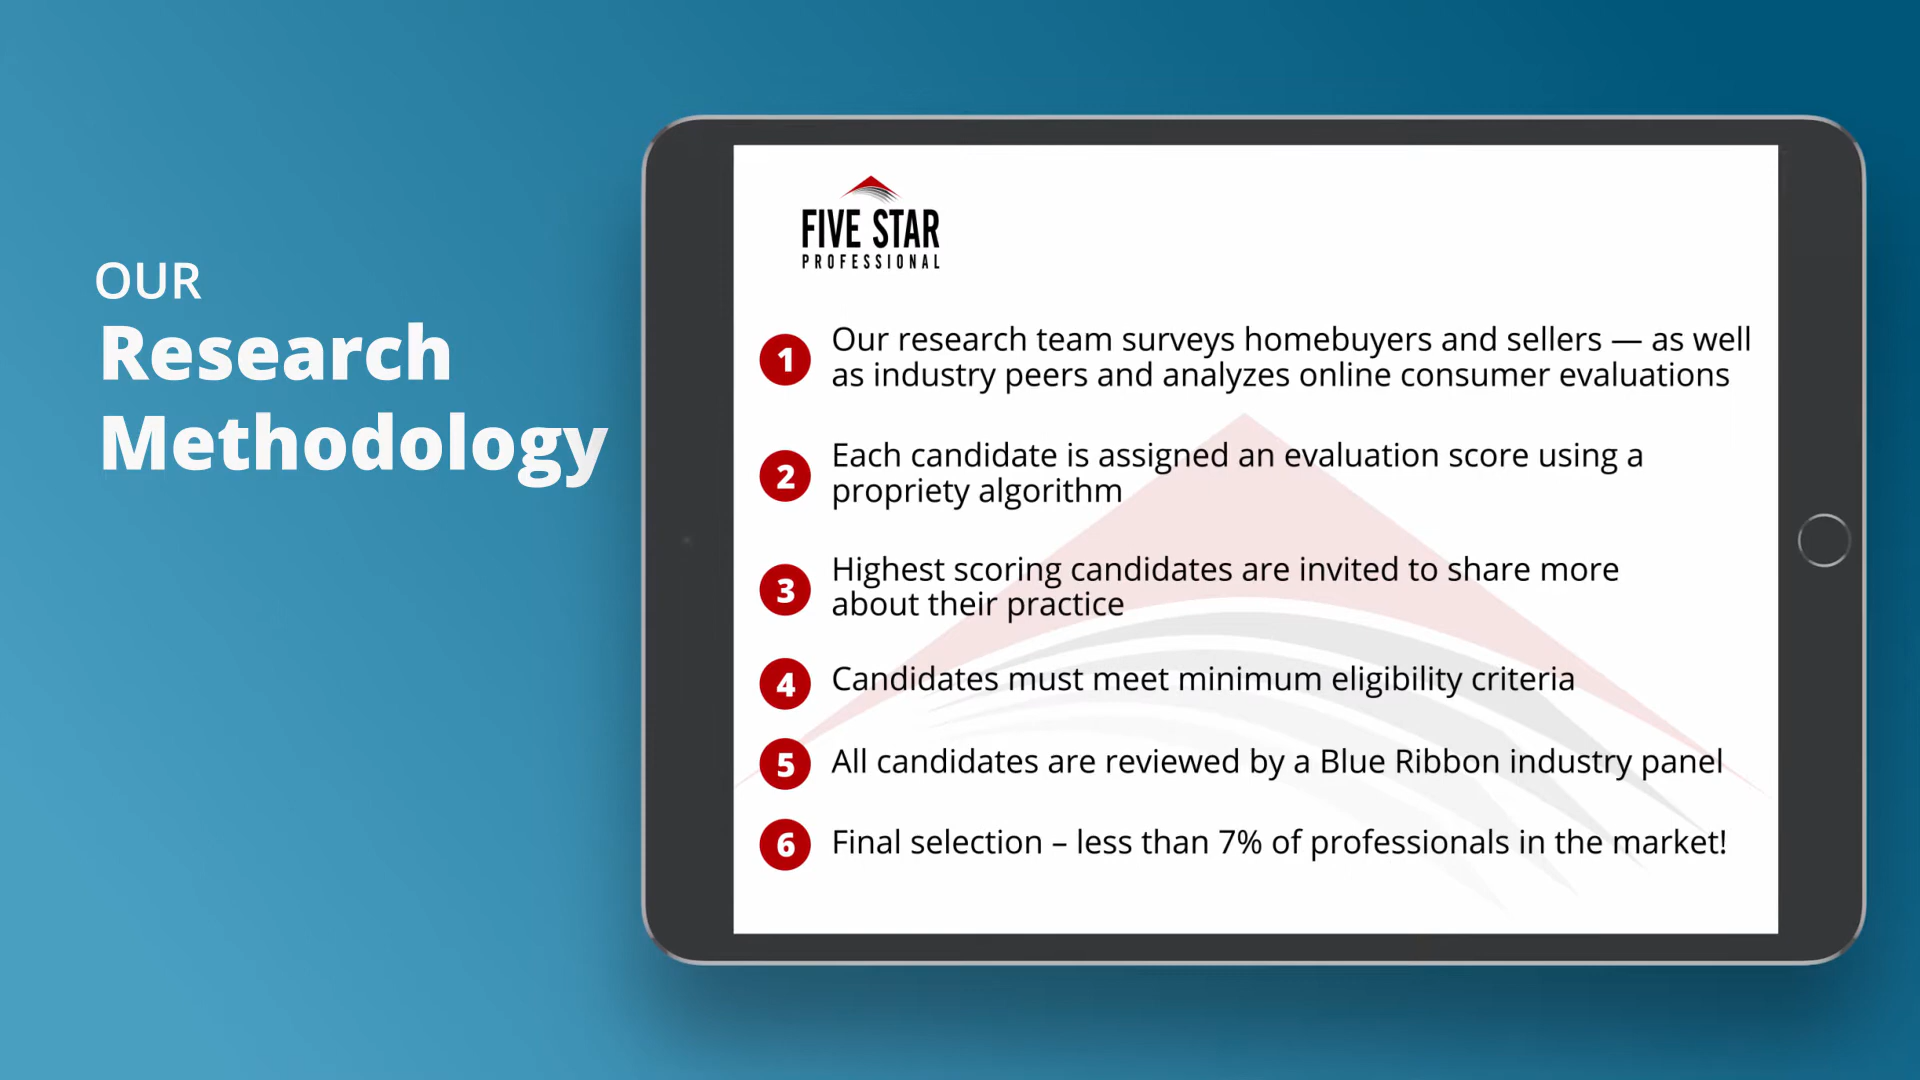 OUR
Research
Methodology
FIVE STAR
PROFESSIONAL
1 Our research team surveys homebuyers and sellers — as well
as industry peers and analyzes online consumer evaluations
2 Each candidate is assigned an evaluation score using a
propriety algorithm
3 Highest scoring candidates are invited to share more
about their practice
4 Candidates must meet minimum eligibility criteria
5 All candidates are reviewed by a Blue Ribbon industry panel
6 Final selection – less than 7% of professionals in the market!